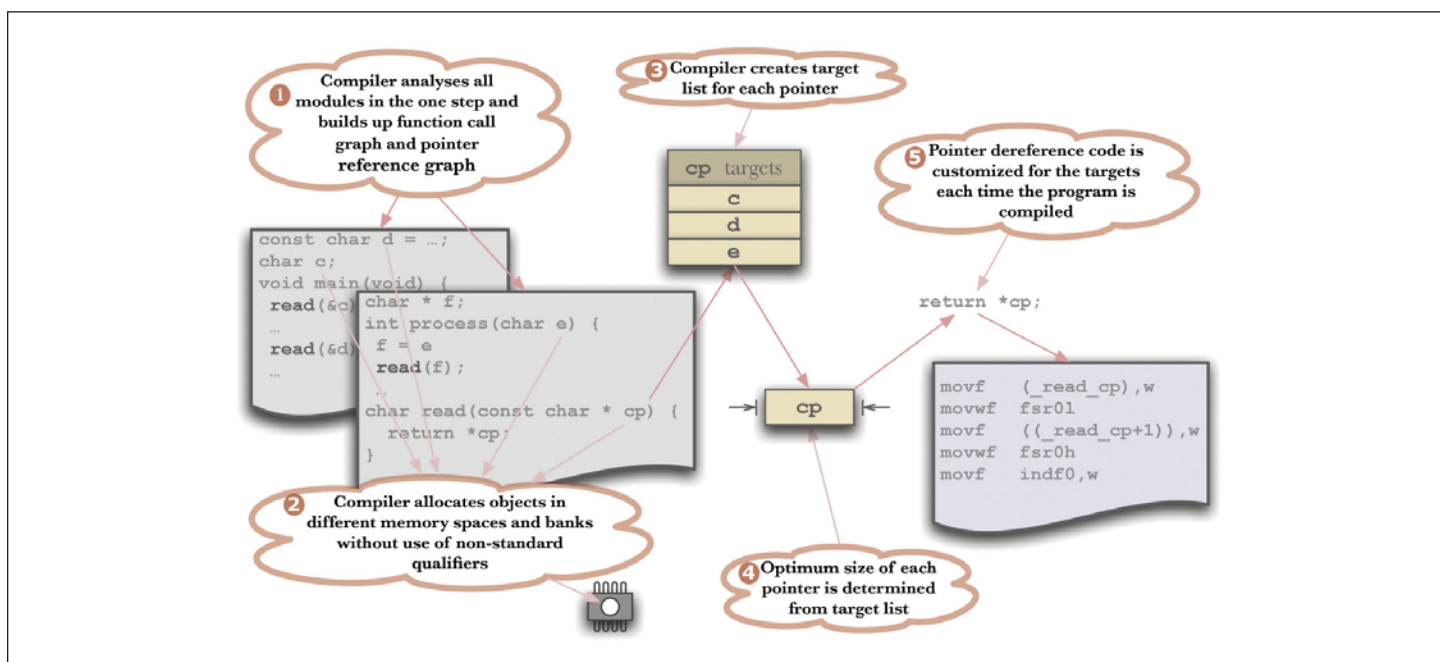 1
Compiler analyses all
modules in the one step and
builds up function call
graph and pointer
reference graph
const char d = …;
char c;
void main(void) {
read(&c)
…
read(&d)
…
char * f;
int process(char e) {
f = e
read(f);
…
char read(const char * cp) {
return *cp;
}
2
Compiler allocates objects in
different memory spaces and banks
without use of non-standard
qualifiers
3
Compiler creates target
list for each pointer
cp targets
c
d
e
cp
4
Optimum size of each
pointer is determined
from target list
5
Pointer dereference code is
customized for the targets
each time the program is
compiled
return *cp;
movf (_read_cp),w
movwf fsr0l
movf ((_read_cp+1)),w
movwf fsr0h
movf indf0,w